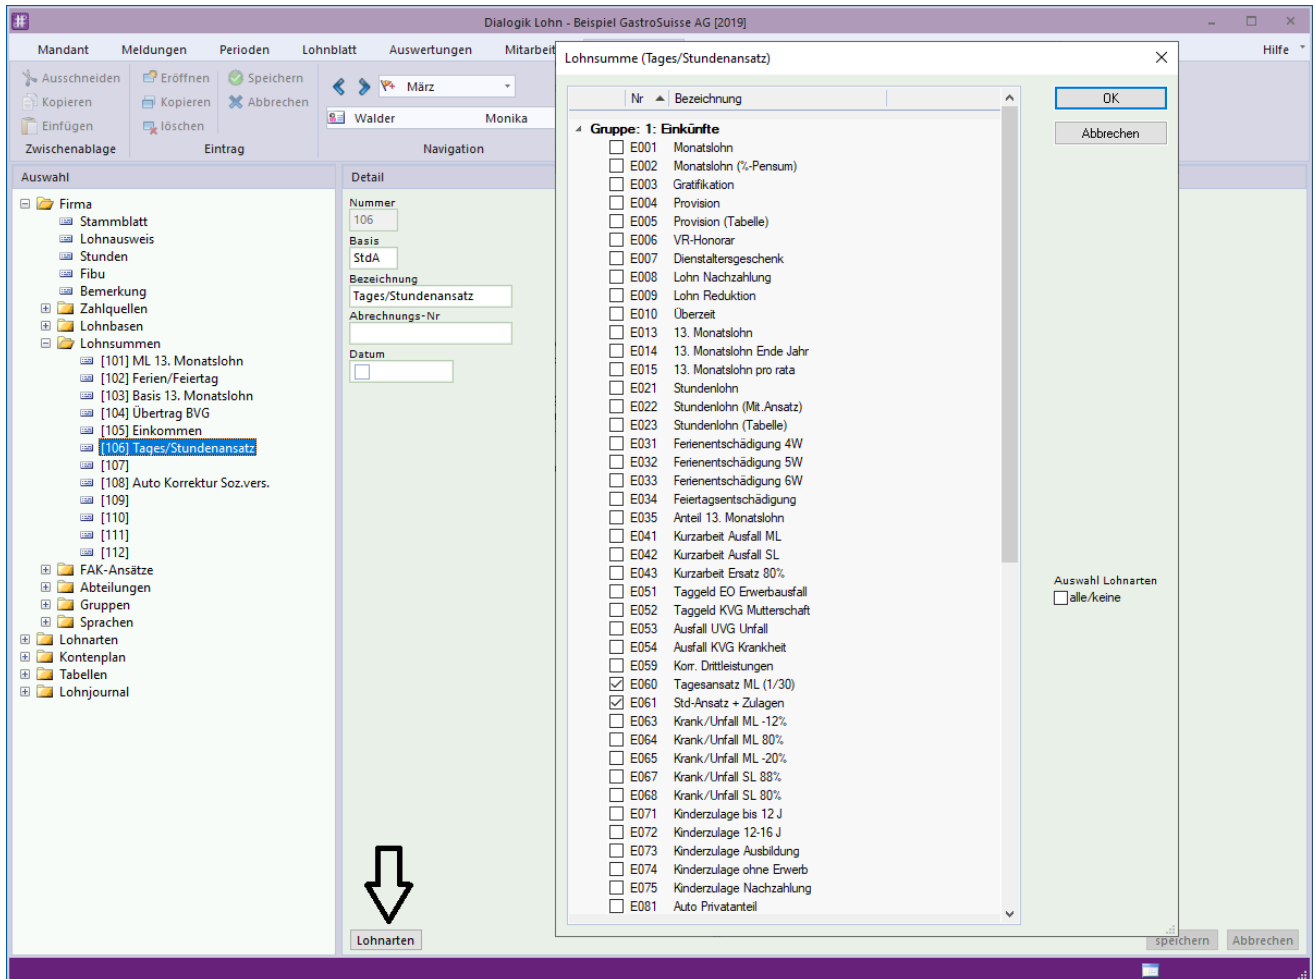 Dialogik Lohn - Beispiel GastroSuisse AG [2019]
Mandant Meldungen Perioden Lohnblatt Auswertungen Mitarbeit Hilfe
Ausschneiden
Kopieren
Einfügen
Zwischenablage
Eröffnen Speichern
Kopieren Abbrechen
löschen
Eintrag
März
Walder Monika
Navigation
Auswahl
Firma
Stammblatt
Lohnausweis
Stunden
Fibu
Bemerkung
Zahlquellen
Lohnbasen
Lohnsummen
[101] ML 13. Monatslohn
[102] Ferien/Feiertag
[103] Basis 13. Monatslohn
[104] Übertrag BVG
[105] Einkommen
[106] Tages/Stundenansatz
[107]
[108] Auto Korrektur Soz.vers.
[109]
[110]
[111]
[112]
FAK-Ansätze
Abteilungen
Gruppen
Sprachen
Lohnarten
Kontenplan
Tabellen
Lohnjournal
Detail
Nummer
106
Basis
StdA
Bezeichnung
Tages/Stundenansatz
Abrechnungs-Nr
Datum
Lohnarten
Lohnsumme (Tages/Stundenansatz)
Nr Bezeichnung
Gruppe: 1: Einkünfte
E001 Monatslohn
E002 Monatslohn (%-Pensum)
E003 Gratifikation
E004 Provision
E005 Provision (Tabelle)
E006 VR-Honorar
E007 Dienstaltersgeschenk
E008 Lohn Nachzahlung
E009 Lohn Reduktion
E010 Überzeit
E013 13. Monatslohn
E014 13. Monatslohn Ende Jahr
E015 13. Monatslohn pro rata
E021 Stundenlohn
E022 Stundenlohn (Mit.Ansatz)
E023 Stundenlohn (Tabelle)
E031 Ferienentschädigung 4W
E032 Ferienentschädigung 5W
E033 Ferienentschädigung 6W
E034 Feiertagsentschädigung
E035 Anteil 13. Monatslohn
E041 Kurzarbeit Ausfall ML
E042 Kurzarbeit Ausfall SL
E043 Kurzarbeit Ersatz 80%
E051 Taggeld EO Erwerbausfall
E052 Taggeld KVG Mutterschaft
E053 Ausfall UVG Unfall
E054 Ausfall KVG Krankheit
E059 Korr. Drittleistungen
E060 Tagesansatz ML (1/30)
E061 Std-Ansatz + Zulagen
E063 Krank/Unfall ML -12%
E064 Krank/Unfall ML 80%
E065 Krank/Unfall ML -20%
E067 Krank/Unfall SL 88%
E068 Krank/Unfall SL 80%
E071 Kinderzulage bis 12 J
E072 Kinderzulage 12-16 J
E073 Kinderzulage Ausbildung
E074 Kinderzulage ohne Erwerb
E075 Kinderzulage Nachzahlung
E081 Auto Privatanteil
OK
Abbrechen
Auswahl Lohnarten
alle/keine
speichern Abbrechen